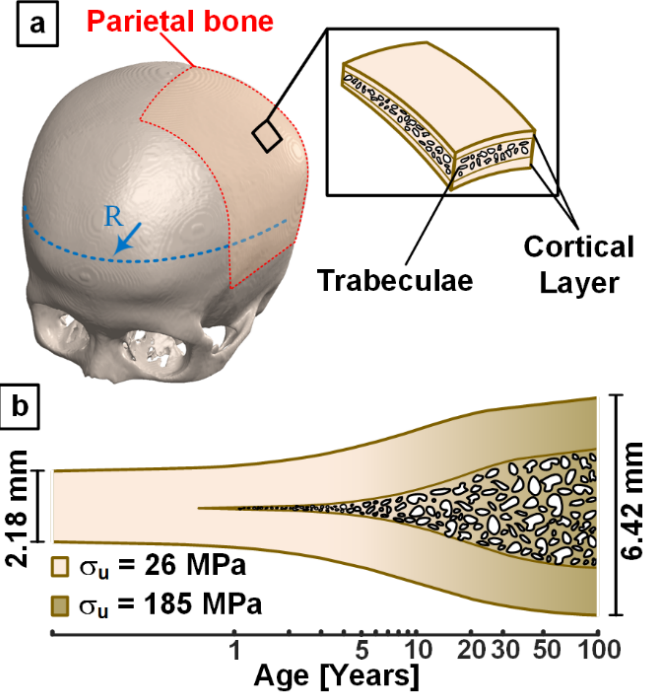 a
Parietal bone
R
Trabeculae
Cortical
Layer
b
2.18 mm
6.42 mm
σu = 26 MPa
σu = 185 MPa
1 5 10 20 30 50 100
Age [Years]